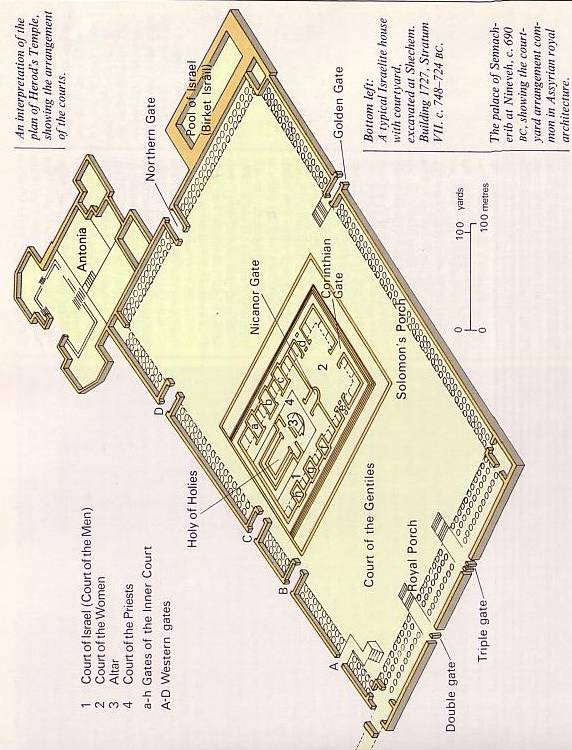 An interpretation of the
plan of Herod's Temple,
showing the arrangement
of the courts.
Pool of Israel
(Birket Israil)
Northern Gate
Antonia
Golden Gate
Bottom left:
A typical Israelite house
with courtyard,
excavated at Shechem.
Building 1727, Stratum
VII. c. 748–724 BC.
The palace of Sennach-
erib at Nineveh, c. 690
BC, showing the court-
yard arrangement com-
mon in Assyrian royal
architecture.
100 yards
100 metres
0
0
Nicanor Gate
Corinthian
Gate
Solomon's Porch
Holy of Holies
Court of the Gentiles
Royal Porch
Triple gate
Double gate
A
B
C
D
a
b
c
d
1
2
3
4
1 Court of Israel (Court of the Men)
2 Court of the Women
3 Altar
4 Court of the Priests
a-h Gates of the Inner Court
A-D Western gates